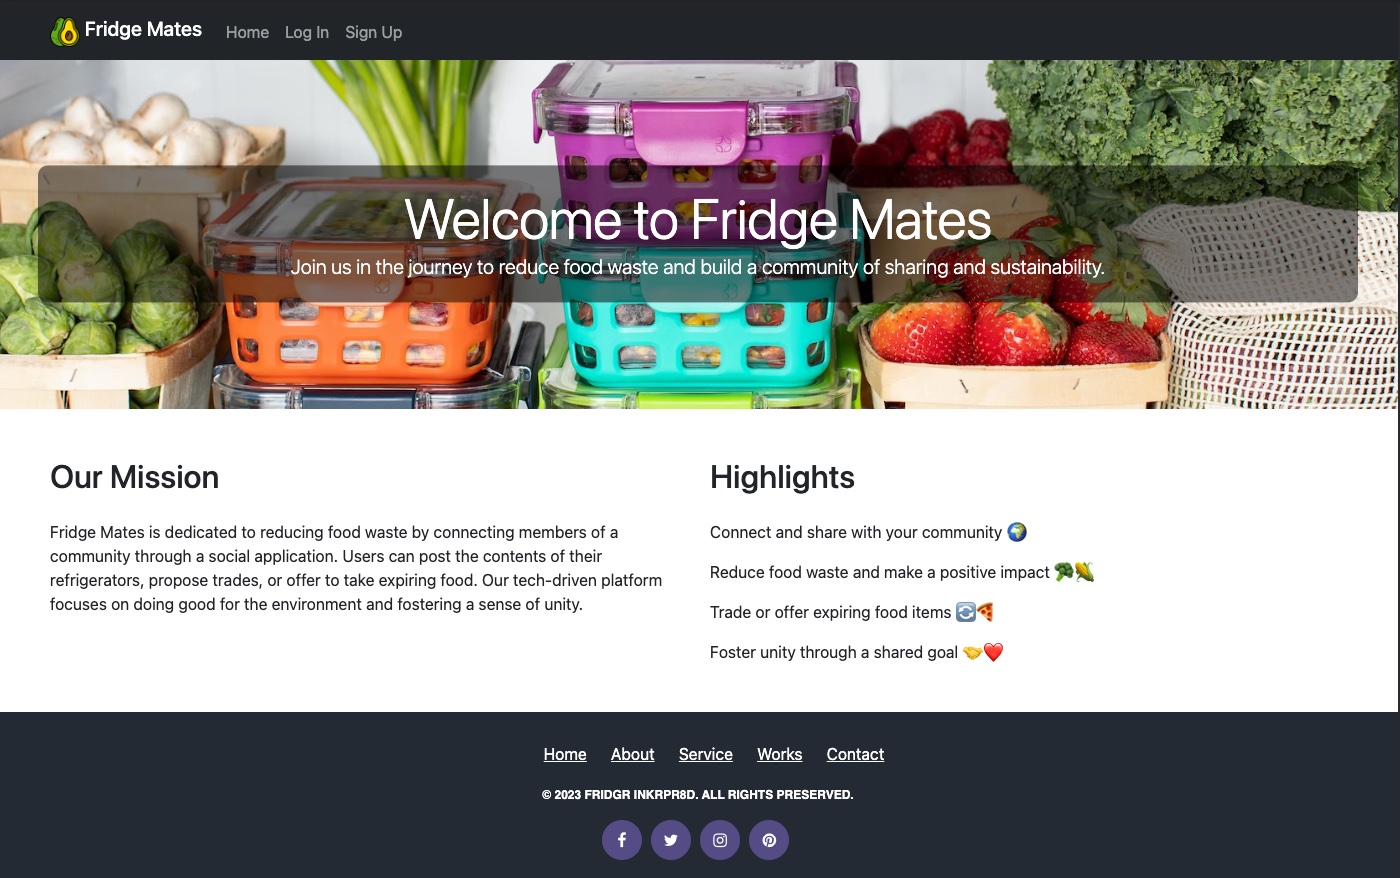 Fridge Mates Home Log In Sign Up
Welcome to Fridge Mates
Join us in the journey to reduce food waste and build a community of sharing and sustainability.
Our Mission
Fridge Mates is dedicated to reducing food waste by connecting members of a
community through a social application. Users can post the contents of their
refrigerators, propose trades, or offer to take expiring food. Our tech-driven platform
focuses on doing good for the environment and fostering a sense of unity.
Highlights
Connect and share with your community 🌍
Reduce food waste and make a positive impact 🥦🌽
Trade or offer expiring food items 🔄🍕
Foster unity through a shared goal 🤝❤️
Home About Service Works Contact
© 2023 FRIDGR INKRPR8D. ALL RIGHTS PRESERVED.